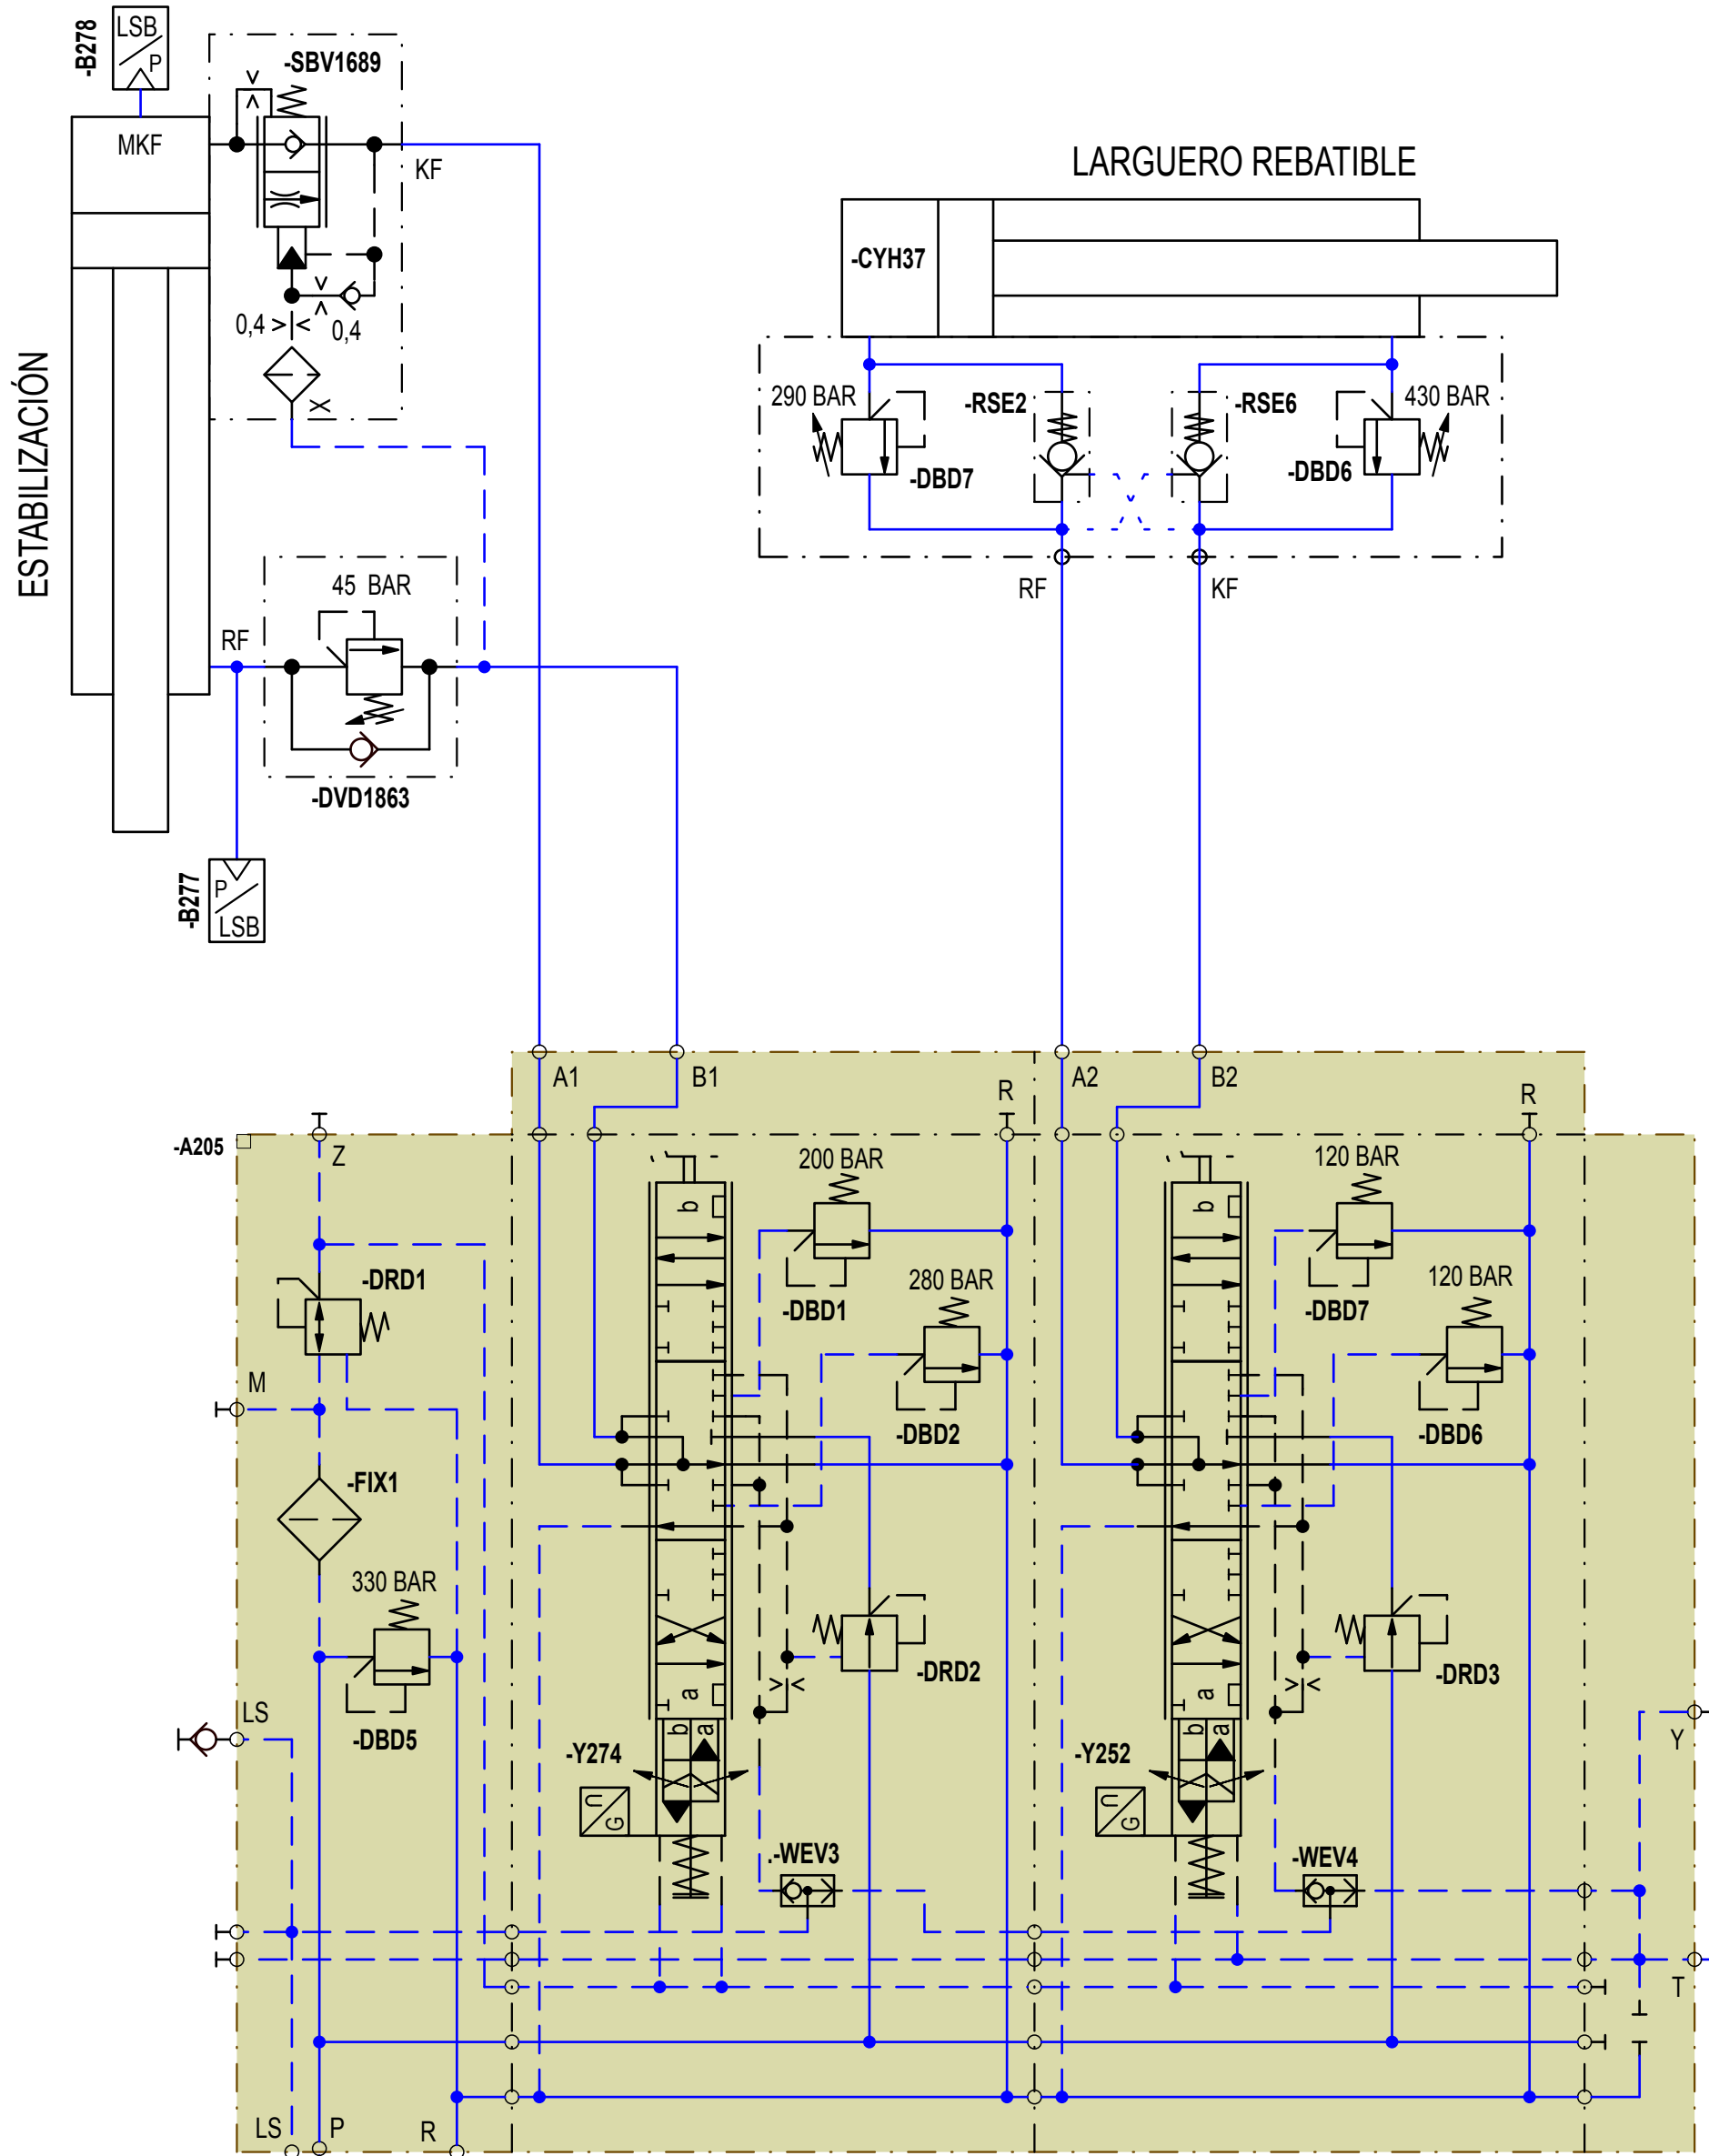 -B278
LSB
P
-SBV1689
MKF
KF
0,4
0,4
X
ESTABILIZACIÓN
LARGUERO REBATIBLE
-CYH37
290 BAR
-RSE2
-RSE6
430 BAR
-DBD7
-DBD6
RF
KF
45 BAR
RF
-DVD1863
-B277
P
LSB
A1
B1
R
A2
B2
R
-A205
Z
200 BAR
120 BAR
b
b
-DRD1
-DBD1
280 BAR
-DBD7
120 BAR
M
-DBD2
-DBD6
-FIX1
330 BAR
-DBD5
-DRD2
-DRD3
LS
a
a
Y
-Y274
b
a
-Y252
b
a
U
G
U
G
.-WEV3
-WEV4
T
LS
P
R